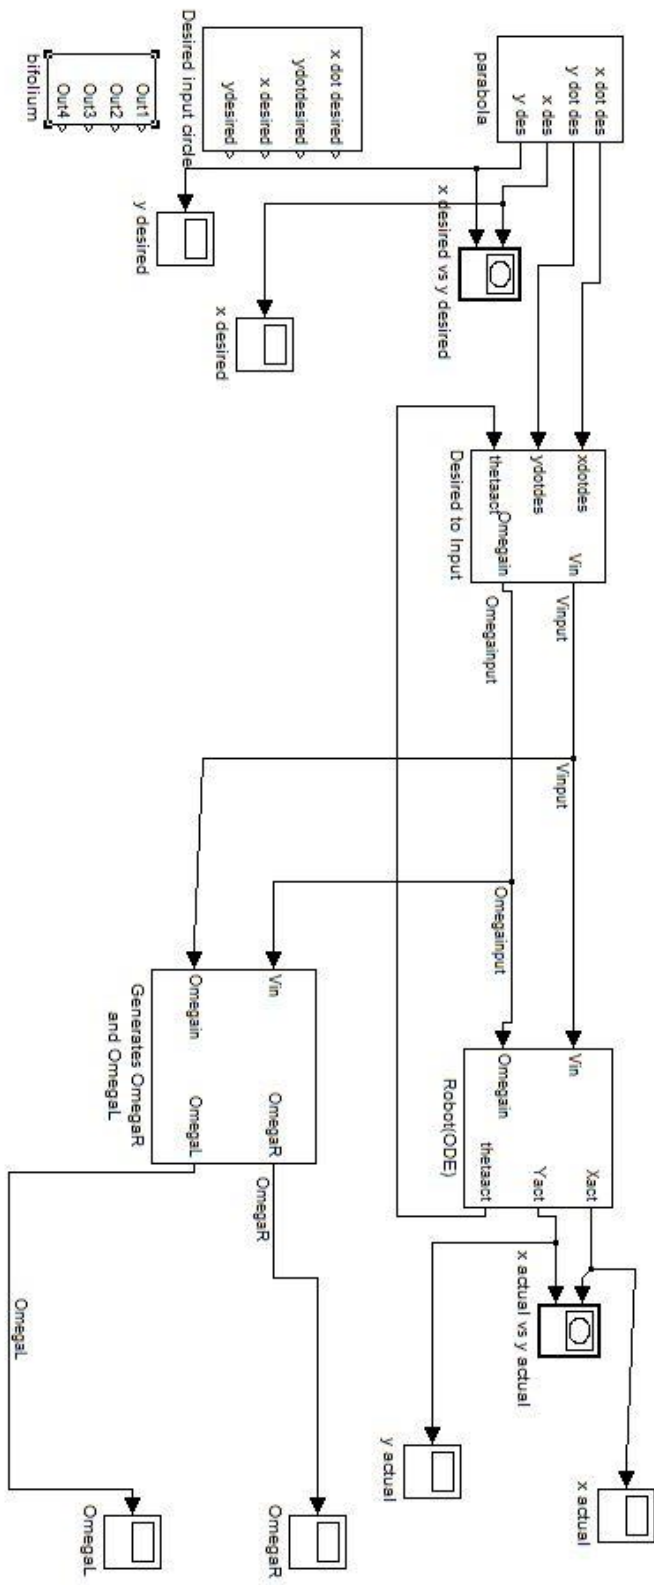 x dot des
y dot des
x des
y des
parabola
x dot desired
ydotdesired
x desired
ydesired
Desired input circle
Out1
Out2
Out3
Out4
bifolium
x desired vs y desired
y desired
x desired
xdotdes
ydotdes
thetaact
Vin
Omegain
Desired to Input
Vinput
Omegainput
Vinput
Omegainput
Vin
Omegain
OmegaR
OmegaL
Generates OmegaR
and OmegaL
Vin
Omegain
Xact
Yact
thetaact
Robot(ODE)
x actual vs y actual
x actual
y actual
OmegaR
OmegaL
OmegaR
OmegaL